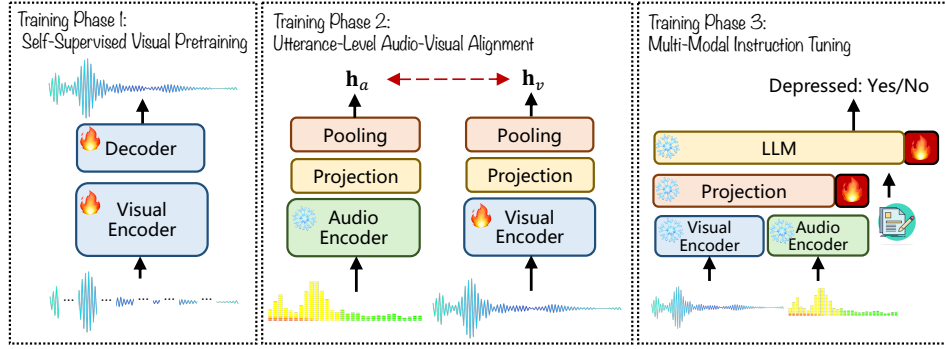 Training Phase 1:
Self-Supervised Visual Pretraining
Decoder
Visual
Encoder
... ... ... ... ...
Training Phase 2:
Utterance-Level Audio-Visual Alignment
h_a
h_v
Pooling
Pooling
Projection
Projection
Audio
Encoder
Visual
Encoder
Training Phase 3:
Multi-Modal Instruction Tuning
Depressed: Yes/No
LLM
Projection
Visual
Encoder
Audio
Encoder